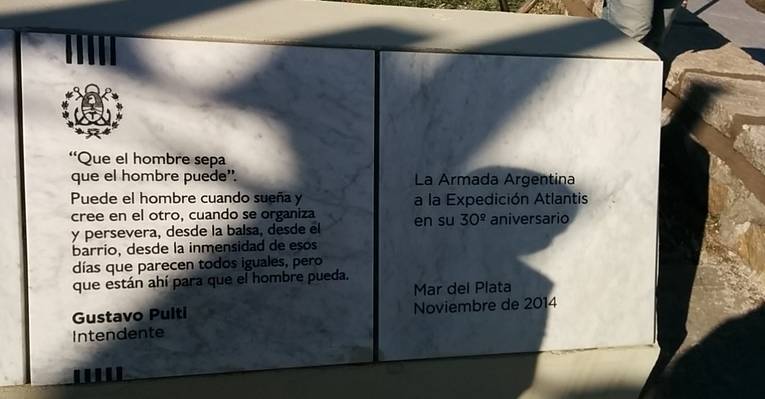 “Que el hombre sepa
que el hombre puede”.
Puede el hombre cuando sueña y
cree en el otro, cuando se organiza
y persevera, desde la balsa, desde el
barrio, desde la inmensidad de esos
días que parecen todos iguales, pero
que están ahí para que el hombre pueda.
Gustavo Pulti
Intendente
La Armada Argentina
a la Expedición Atlantis
en su 30º aniversario
Mar del Plata
Noviembre de 2014